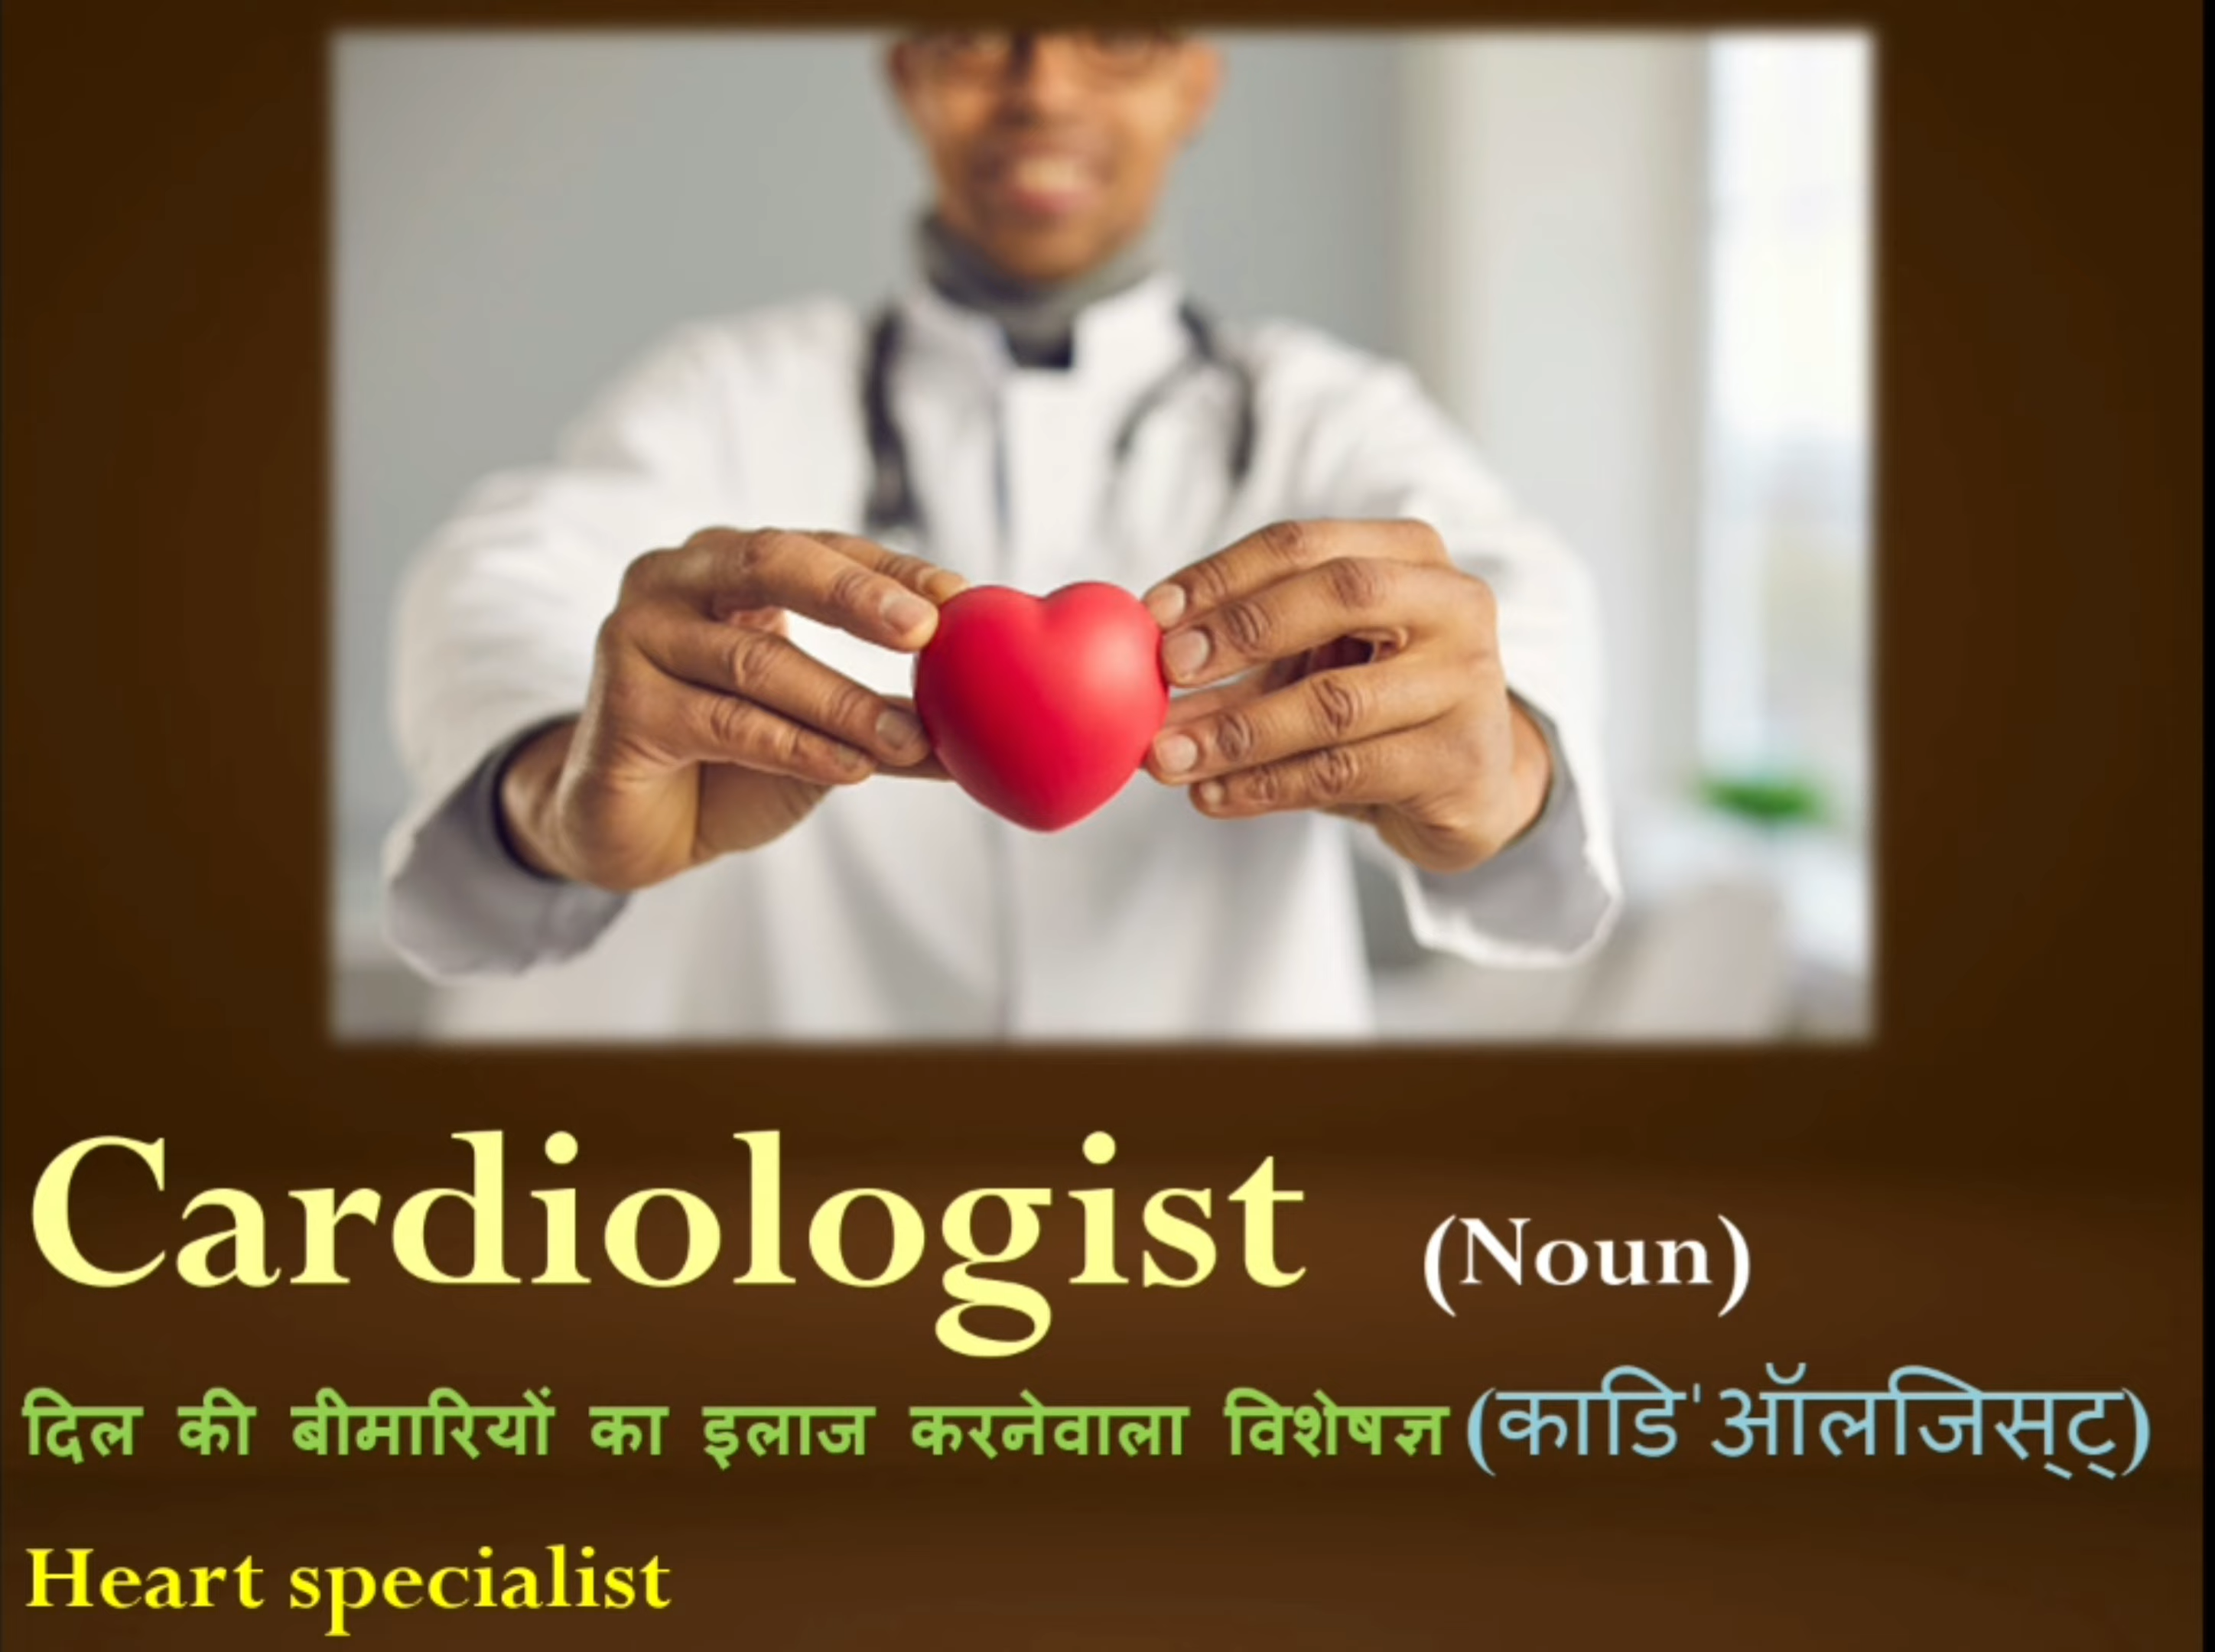 Cardiologist (Noun)
दिल की बीमारियों का इलाज करनेवाला विशेषज्ञ (काडि'ऑलजिस्ट्)
Heart specialist